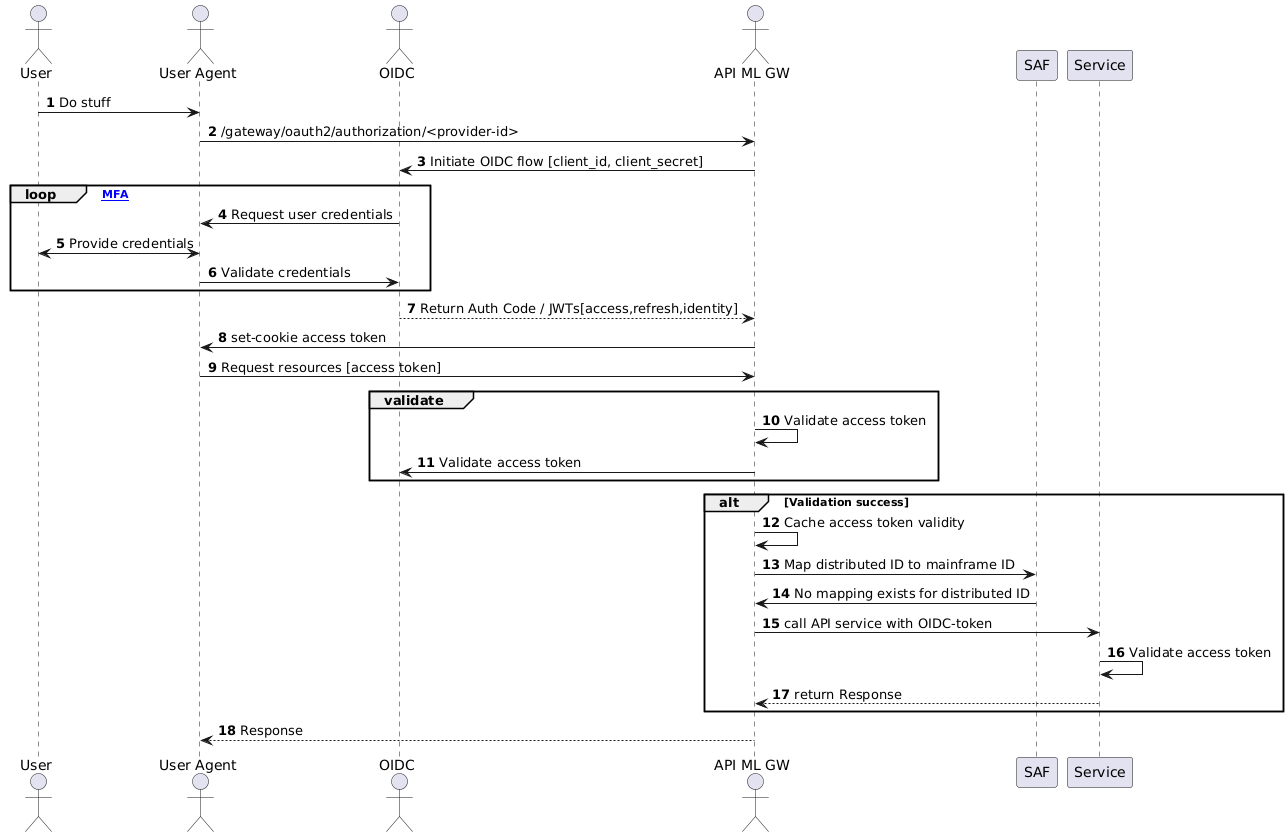 User
User Agent
OIDC
API ML GW
SAF
Service
1 Do stuff
2 /gateway/oauth2/authorization/<provider-id>
3 Initiate OIDC flow [client_id, client_secret]
loop MFA
4 Request user credentials
5 Provide credentials
6 Validate credentials
7 Return Auth Code / JWTs[access,refresh,identity]
8 set-cookie access token
9 Request resources [access token]
validate
10 Validate access token
11 Validate access token
alt [Validation success]
12 Cache access token validity
13 Map distributed ID to mainframe ID
14 No mapping exists for distributed ID
15 call API service with OIDC-token
16 Validate access token
17 return Response
18 Response
User
User Agent
OIDC
API ML GW
SAF
Service